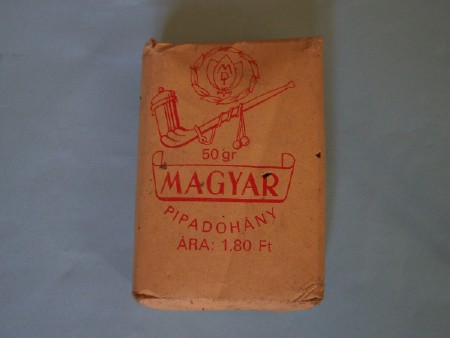 50 gr
MAGYAR
PIPADOHÁNY
ÁRA: 1,80 Ft